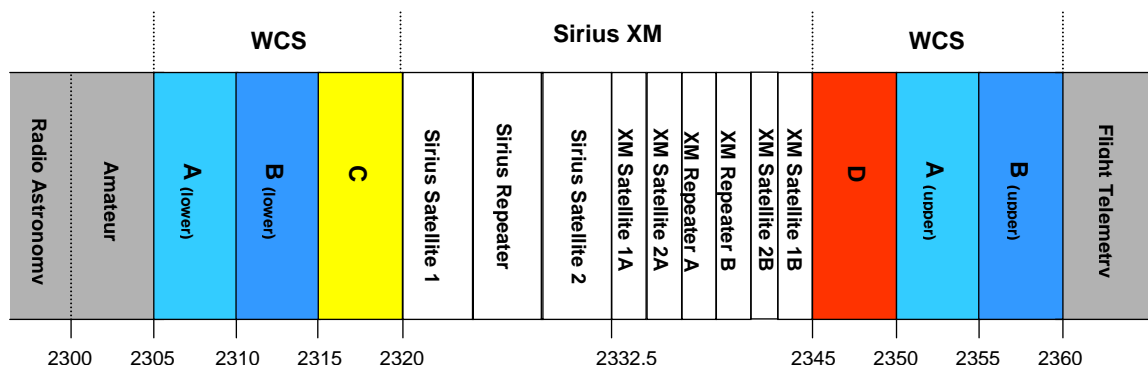 WCS
Sirius XM
WCS
Radio Astronomy
Amateur
A (lower)
B (lower)
C
Sirius Satellite 1
Sirius Repeater
Sirius Satellite 2
XM Satellite 1A
XM Satellite 2A
XM Repeater A
XM Repeater B
XM Satellite 2B
XM Satellite 1B
D
A (upper)
B (upper)
Flight Telemetry
2300
2305
2310
2315
2320
2332.5
2345
2350
2355
2360